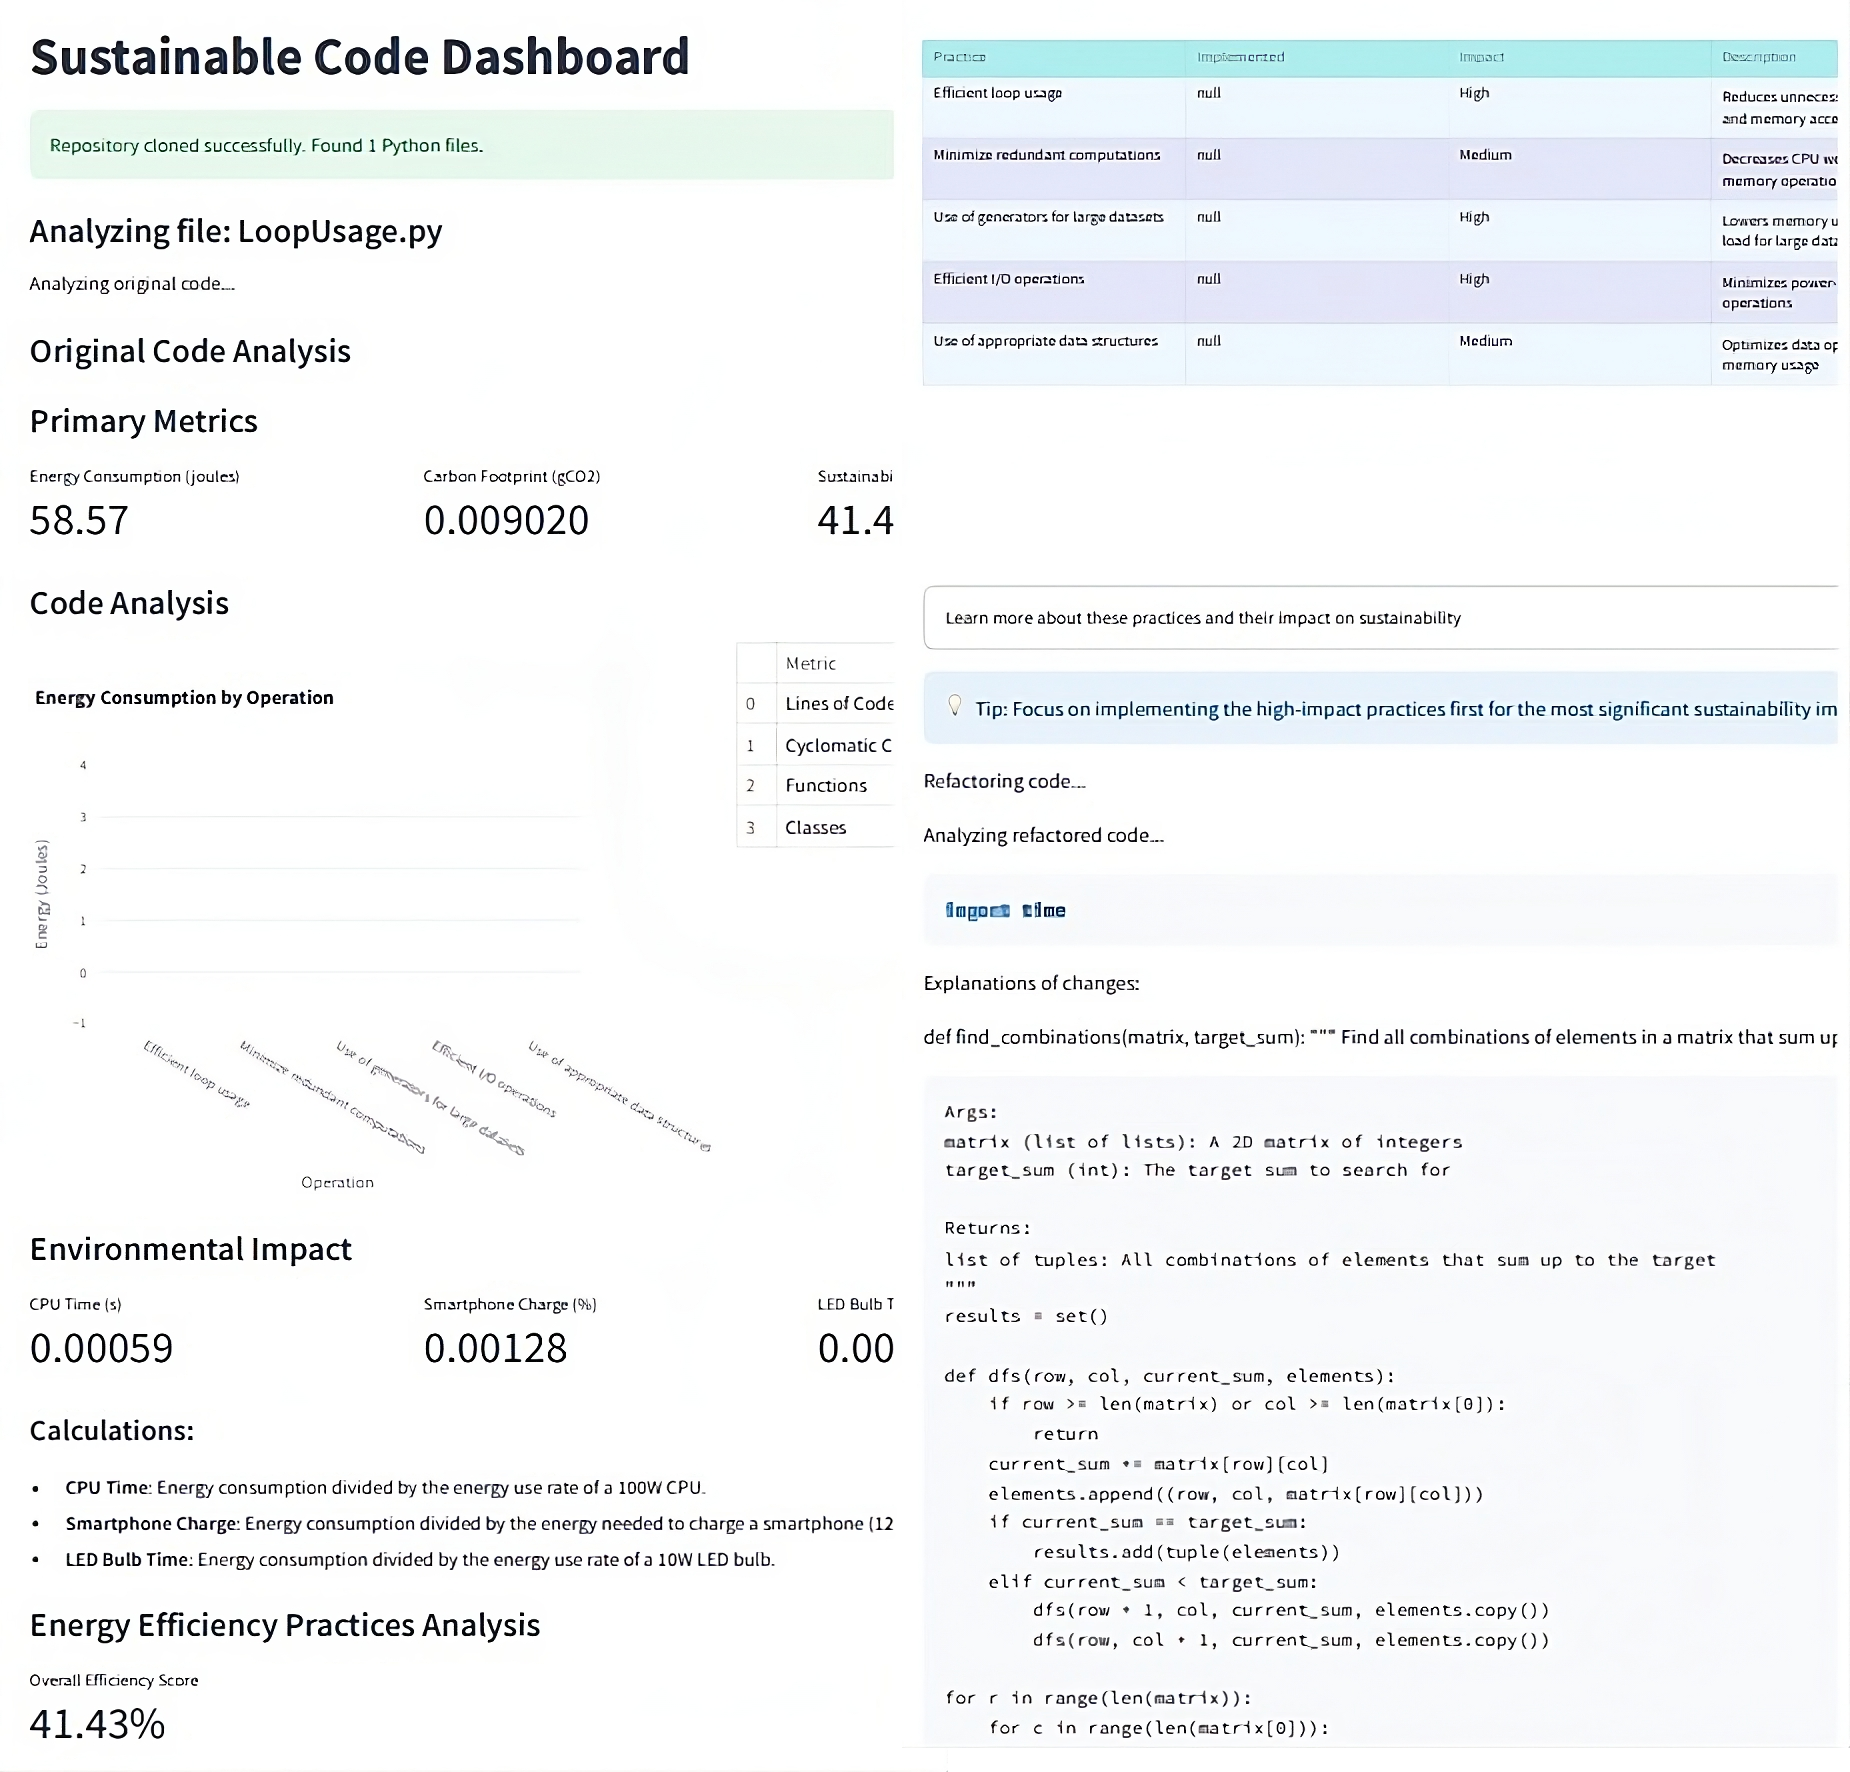 Sustainable Code Dashboard
Repository cloned successfully. Found 1 Python files.
Analyzing file: LoopUsage.py
Analyzing original code...
Original Code Analysis
Primary Metrics
Energy Consumption (joules)
58.57
Carbon Footprint (gCO2)
0.009020
Sustainabi
41.4
Code Analysis
Energy Consumption by Operation
Energy (Joules)
4
3
2
1
0
−1
Efficient loop usage
Minimize redundant computations
Use of generators for large datasets
Efficient I/O operations
Use of appropriate data structures
Operation
Metric
0 Lines of Code
1 Cyclomatic C
2 Functions
3 Classes
Environmental Impact
CPU Time (s)
0.00059
Smartphone Charge (%)
0.00128
LED Bulb T
0.00
Calculations:
• CPU Time: Energy consumption divided by the energy use rate of a 100W CPU.
• Smartphone Charge: Energy consumption divided by the energy needed to charge a smartphone (12
• LED Bulb Time: Energy consumption divided by the energy use rate of a 10W LED bulb.
Energy Efficiency Practices Analysis
Overall Efficiency Score
41.43%
Practice Implemented Impact Description
Efficient loop usage null High Reduces unneces
and memory acce
Minimize redundant computations null Medium Decreases CPU wo
memory operatio
Use of generators for large datasets null High Lowers memory u
load for large data
Efficient I/O operations null High Minimizes power-
operations
Use of appropriate data structures null Medium Optimizes data op
memory usage
Learn more about these practices and their impact on sustainability
💡 Tip: Focus on implementing the high-impact practices first for the most significant sustainability im
Refactoring code...
Analyzing refactored code...
import time
Explanations of changes:
def find_combinations(matrix, target_sum): """ Find all combinations of elements in a matrix that sum up
Args:
matrix (list of lists): A 2D matrix of integers
target_sum (int): The target sum to search for
Returns:
list of tuples: All combinations of elements that sum up to the target
"""
results = set()
def dfs(row, col, current_sum, elements):
    if row >= len(matrix) or col >= len(matrix[0]):
        return
    current_sum += matrix[row][col]
    elements.append((row, col, matrix[row][col]))
    if current_sum == target_sum:
        results.add(tuple(elements))
    elif current_sum < target_sum:
        dfs(row + 1, col, current_sum, elements.copy())
        dfs(row, col + 1, current_sum, elements.copy())
for r in range(len(matrix)):
    for c in range(len(matrix[0])):